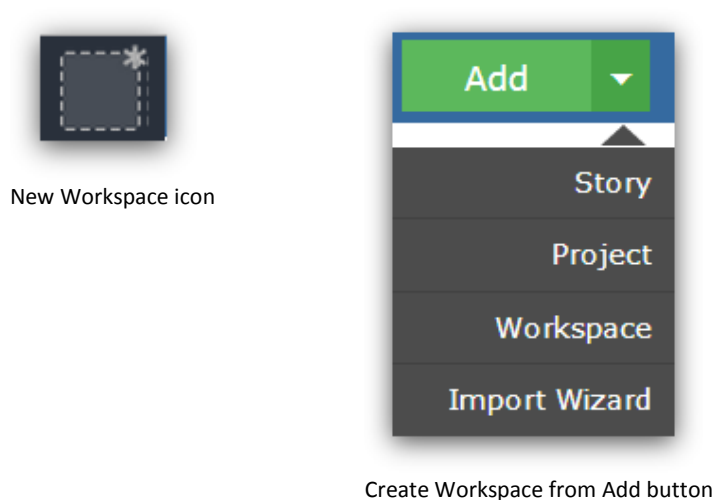 New Workspace icon
Add
Story
Project
Workspace
Import Wizard
Create Workspace from Add button